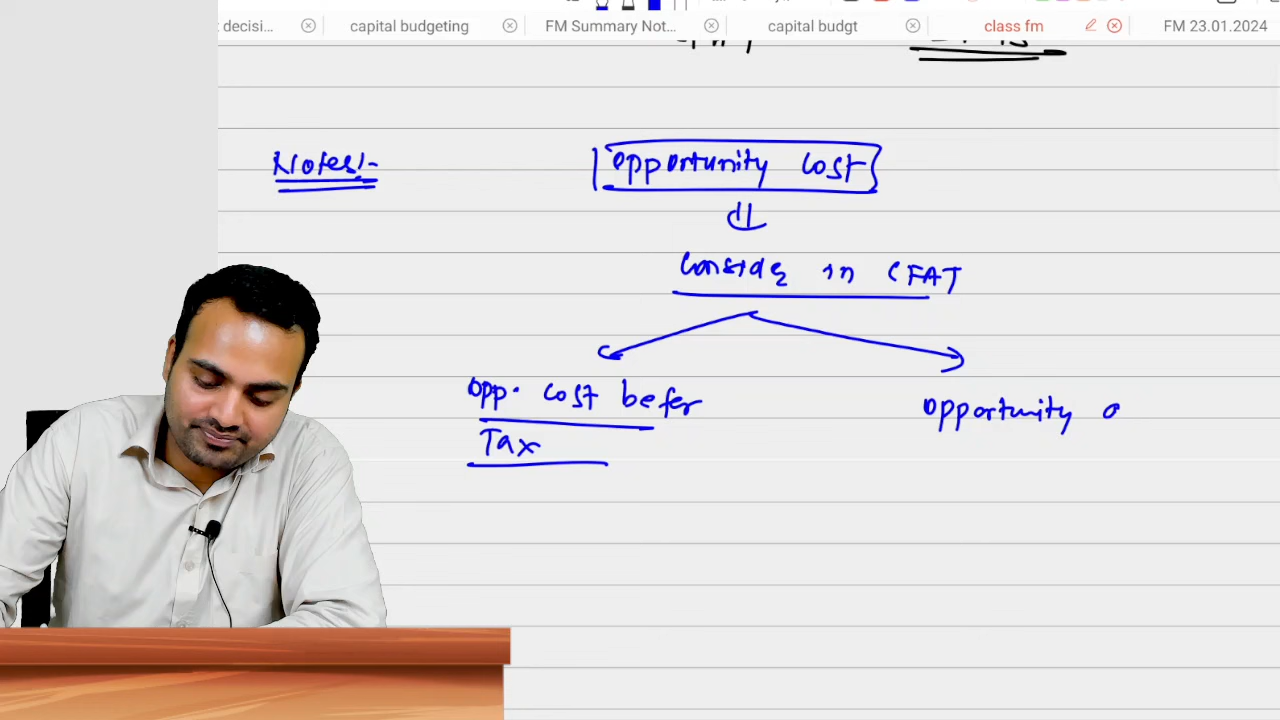 t decisi...
capital budgeting
FM Summary Not...
capital budgt
class fm
FM 23.01.2024
Notes:-
Opportunity Cost
Consider in CFAT
Opp. Cost befor
Tax
Opportunity